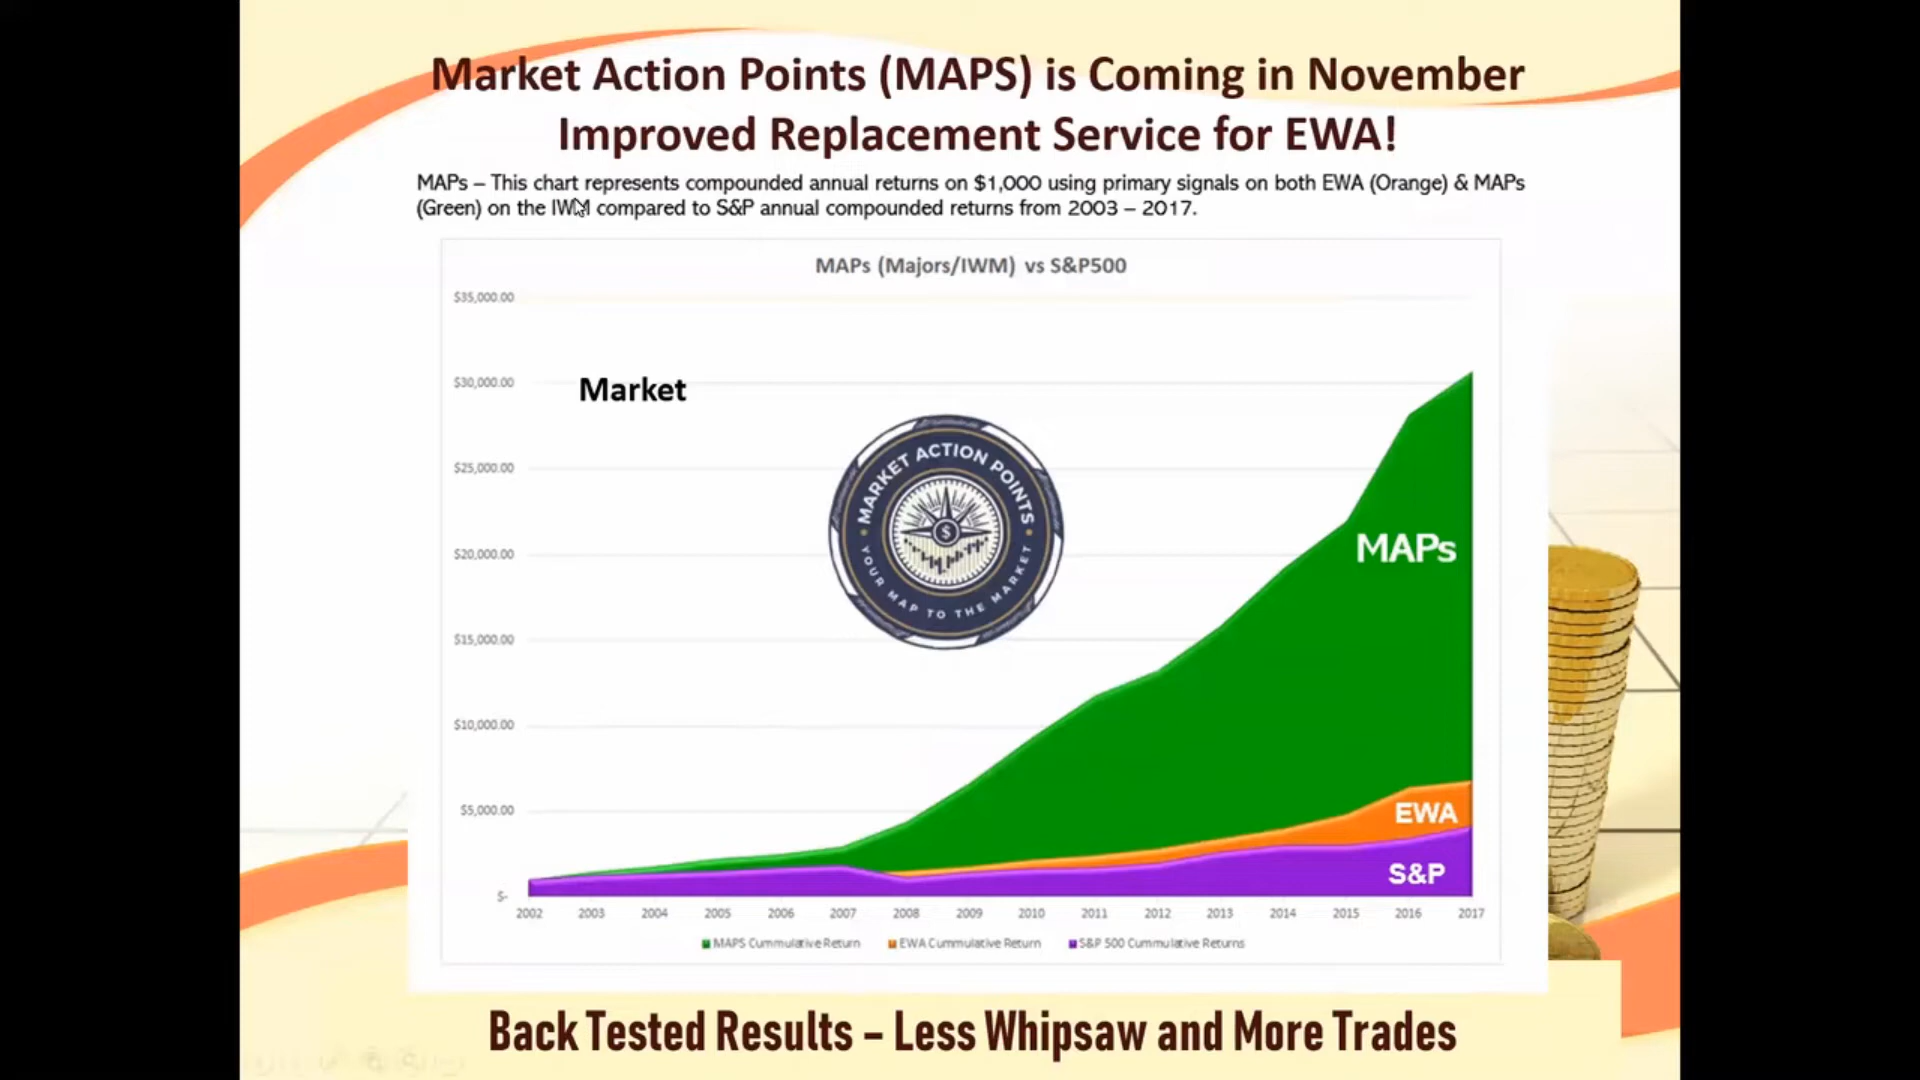 Market Action Points (MAPS) is Coming in November
Improved Replacement Service for EWA!
MAPs – This chart represents compounded annual returns on $1,000 using primary signals on both EWA (Orange) & MAPs
(Green) on the IWM compared to S&P annual compounded returns from 2003 – 2017.
MAPs (Majors/IWM) vs S&P500
$35,000.00
$30,000.00
$25,000.00
$20,000.00
$15,000.00
$10,000.00
$5,000.00
$-
Market
MARKET ACTION POINTS
$
YOUR MAP TO THE MARKET
MAPs
EWA
S&P
2002 2003 2004 2005 2006 2007 2008 2009 2010 2011 2012 2013 2014 2015 2016 2017
MAPS Cummulative Return EWA Cummulative Return S&P 500 Cummulative Returns
Back Tested Results – Less Whipsaw and More Trades